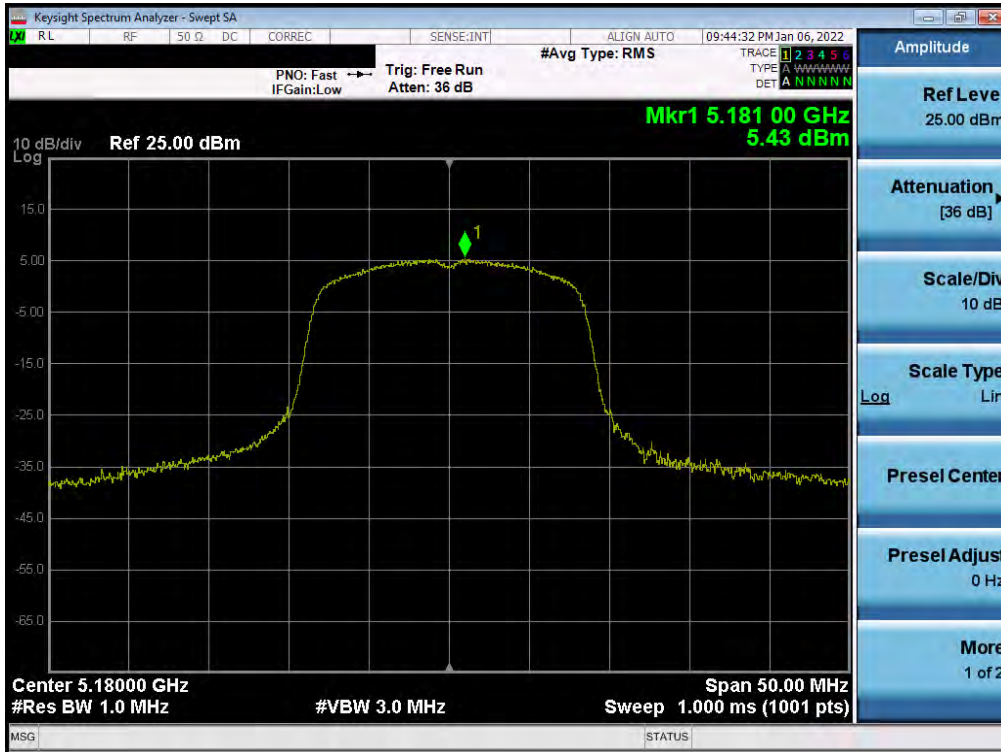 Keysight Spectrum Analyzer - Swept SA
LXI RL RF 50 Ω DC CORREC SENSE:INT ALIGN AUTO 09:44:32 PM Jan 06, 2022
#Avg Type: RMS TRACE 1 2 3 4 5 6
PNO: Fast Trig: Free Run TYPE A WWWWW
IFGain:Low Atten: 36 dB DET A N N N N N
Mkr1 5.181 00 GHz
10 dB/div Ref 25.00 dBm 5.43 dBm
Log
1
15.0
5.00
-5.00
-15.0
-25.0
-35.0
-45.0
-55.0
-65.0
Center 5.18000 GHz Span 50.00 MHz
#Res BW 1.0 MHz #VBW 3.0 MHz Sweep 1.000 ms (1001 pts)
MSG STATUS
Amplitude
Ref Level
25.00 dBm
Attenuation
[36 dB]
Scale/Div
10 dB
Scale Type
Log Lin
Presel Center
Presel Adjust
0 Hz
More
1 of 2